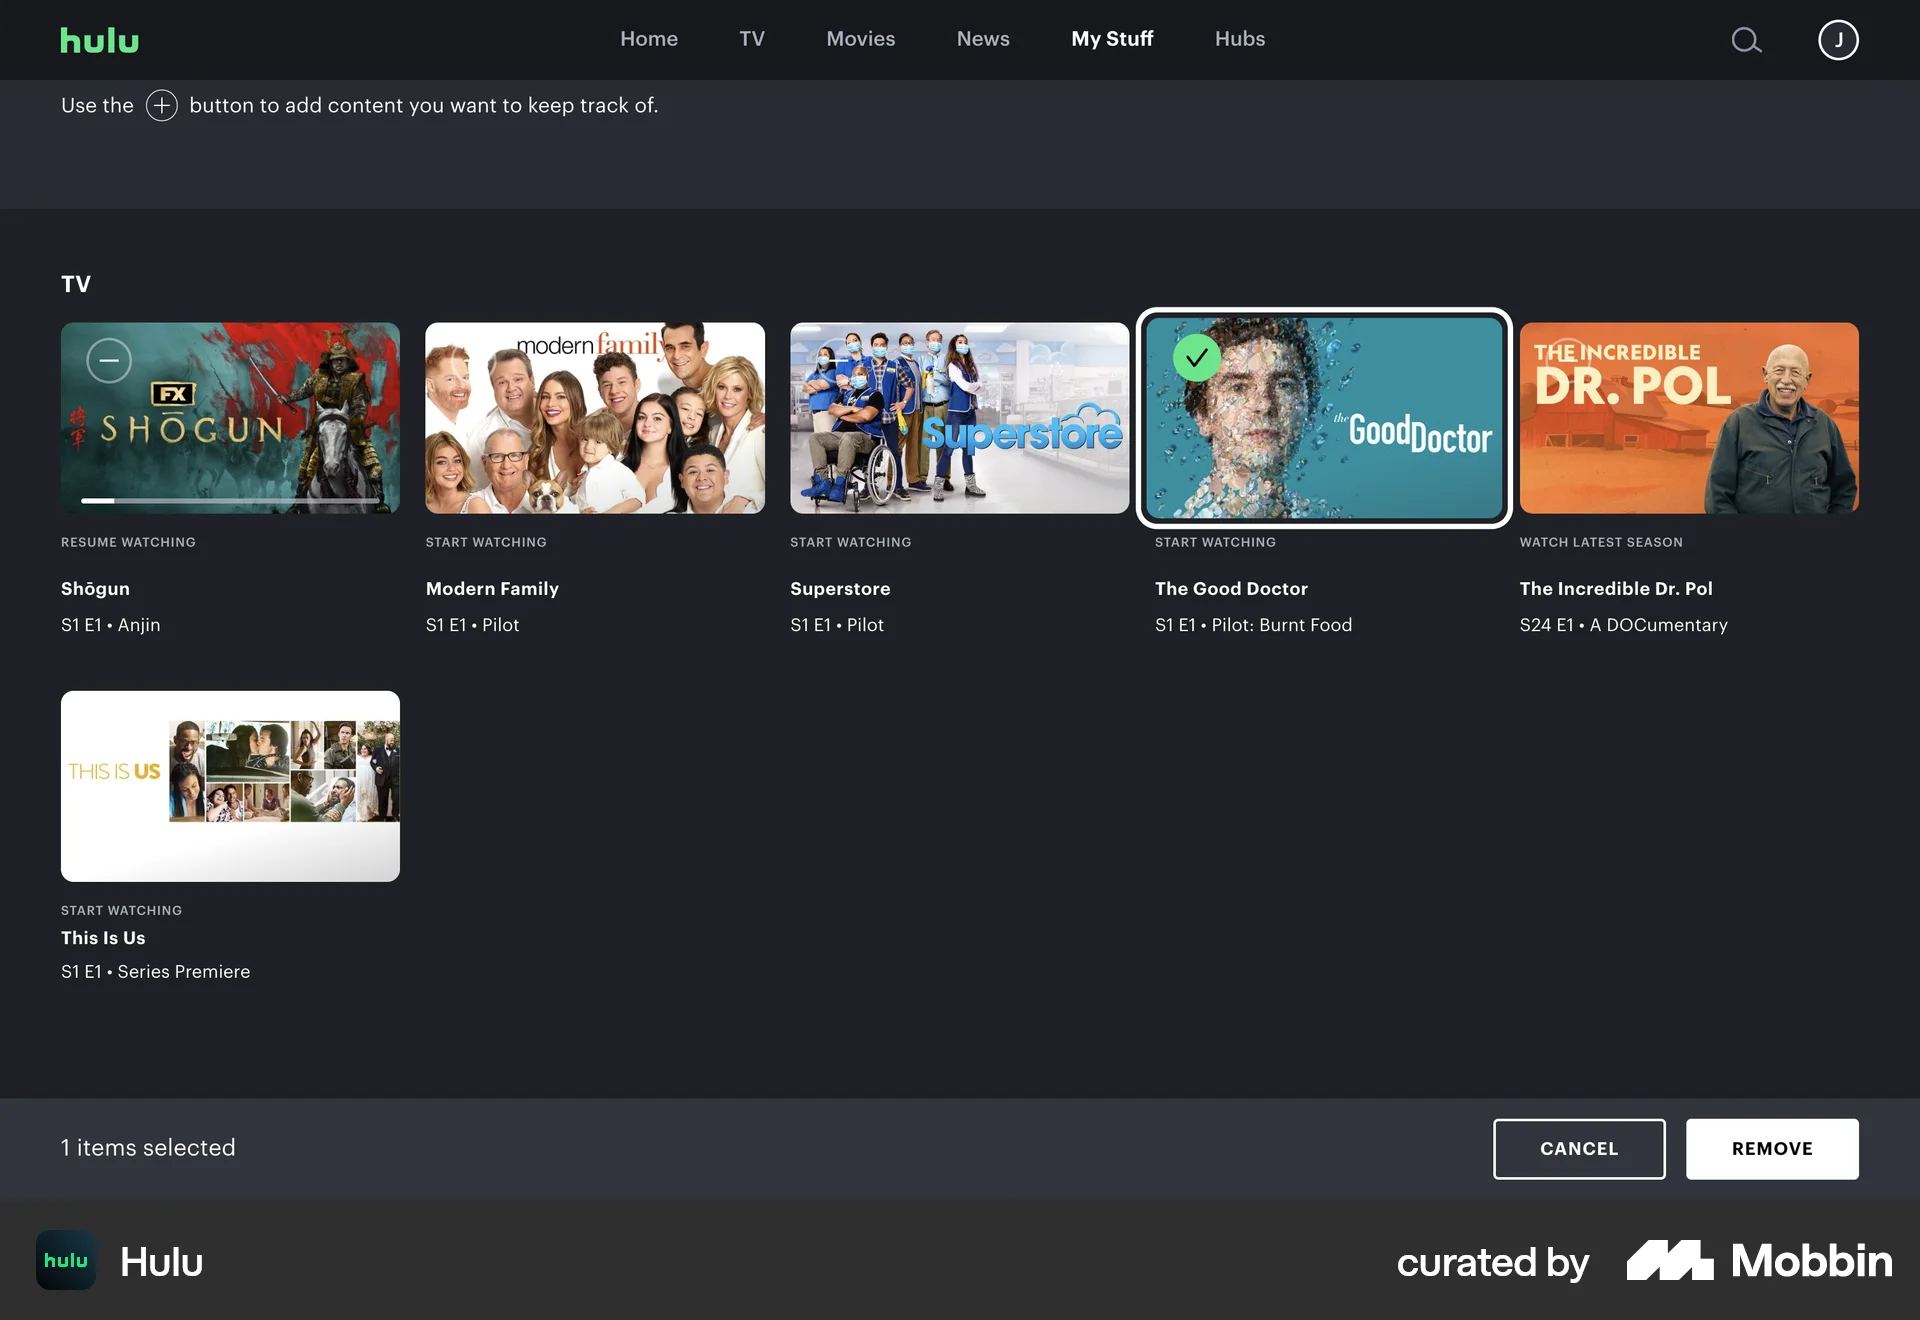 hulu
Home TV Movies News My Stuff Hubs J
Use the + button to add content you want to keep track of.
TV
将軍
FX
SHŌGUN
modern family
Superstore
the Good Doctor
THE INCREDIBLE
DR. POL
RESUME WATCHING
Shōgun
S1 E1 • Anjin
START WATCHING
Modern Family
S1 E1 • Pilot
START WATCHING
Superstore
S1 E1 • Pilot
START WATCHING
The Good Doctor
S1 E1 • Pilot: Burnt Food
WATCH LATEST SEASON
The Incredible Dr. Pol
S24 E1 • A DOCumentary
THIS IS US
START WATCHING
This Is Us
S1 E1 • Series Premiere
1 items selected
CANCEL
REMOVE
hulu
Hulu
curated by Mobbin